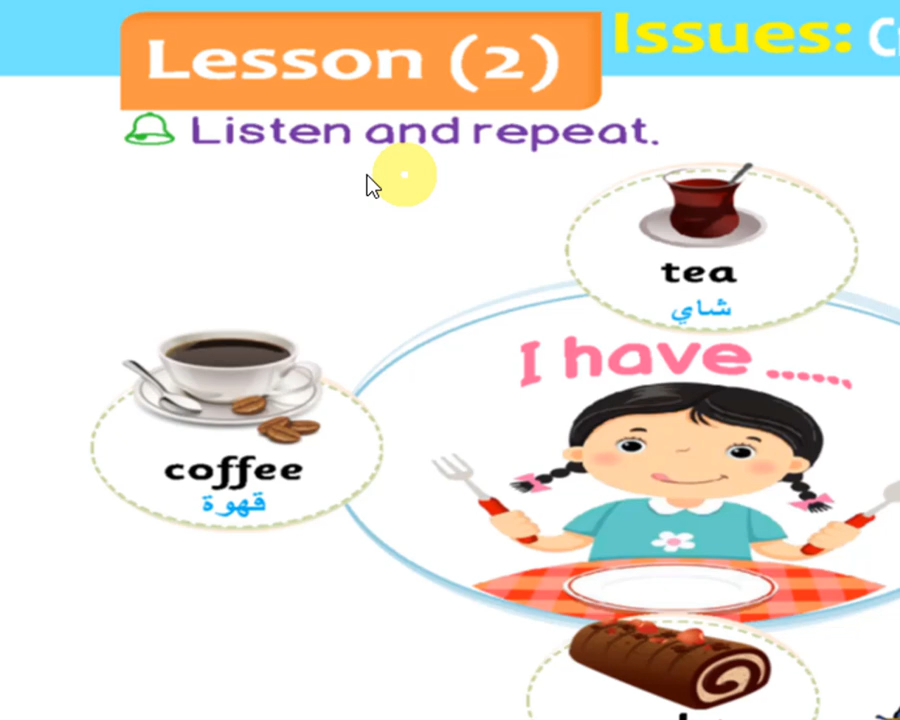 Lesson (2)
Issues:
Listen and repeat.
tea
شاي
I have ......
coffee
قهوة